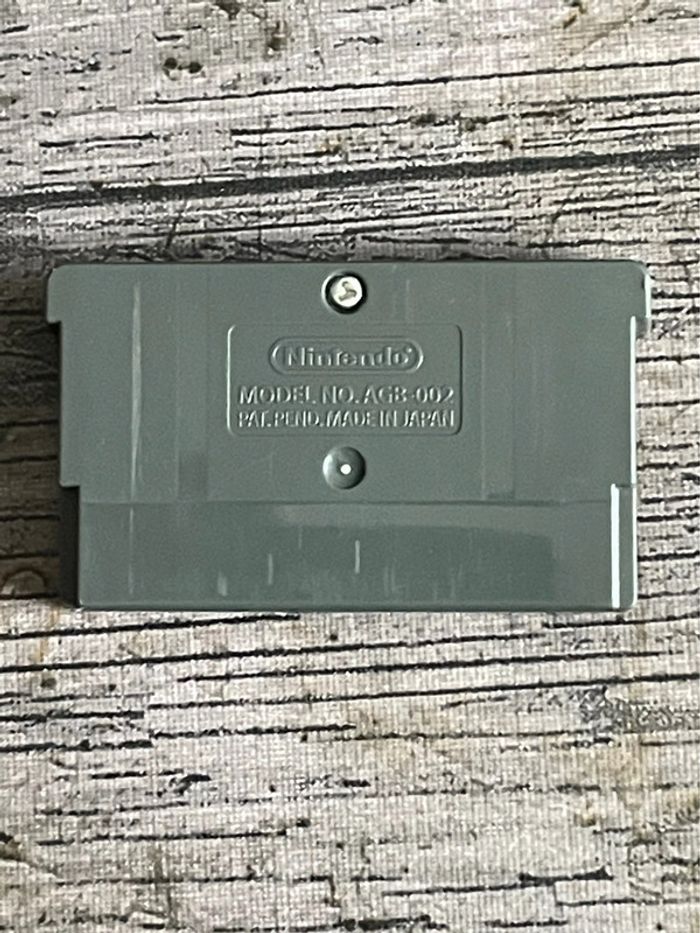 Nintendo®
MODEL NO. AGB-002
PAT. PEND. MADE IN JAPAN